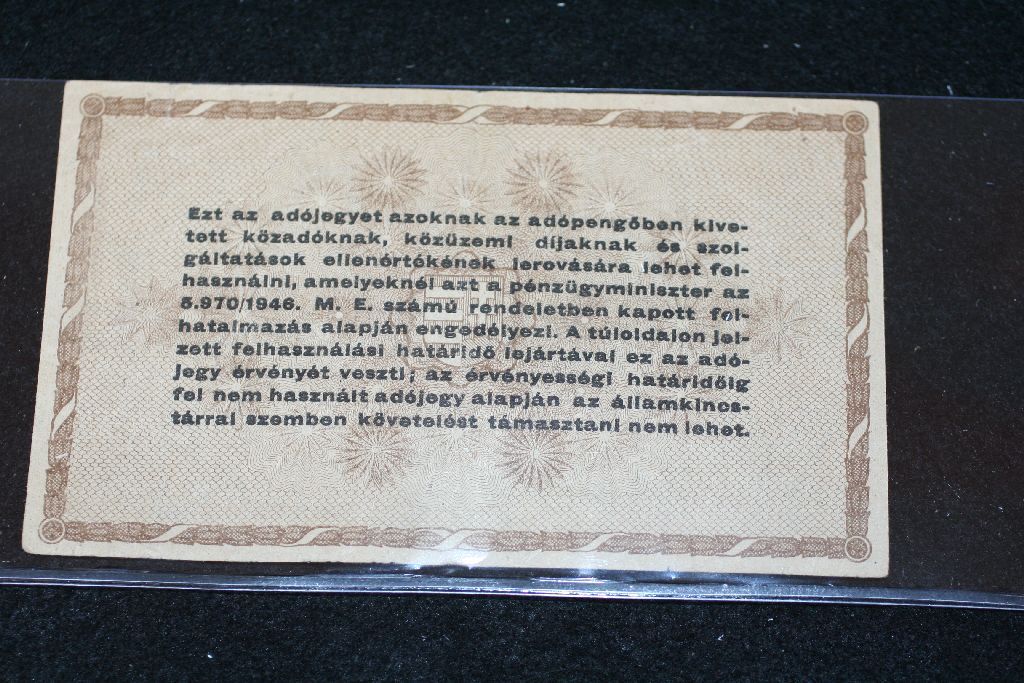 Ezt az adójegyet azoknak az adópengőben kive-
tett közadóknak, közüzemi díjaknak és szol-
gáltatások ellenértékének lerovására lehet fel-
használni, amelyeknél azt a pénzügyminiszter az
5.970/1946. M. E. számú rendeletben kapott fel-
hatalmazás alapján engedélyezi. A túloldalon jel-
zett felhasználási határidő lejártával ez az adó-
jegy érvényét veszti; az érvényességi határidőig
fel nem használt adójegy alapján az államkincs-
tárral szemben követelést támasztani nem lehet.